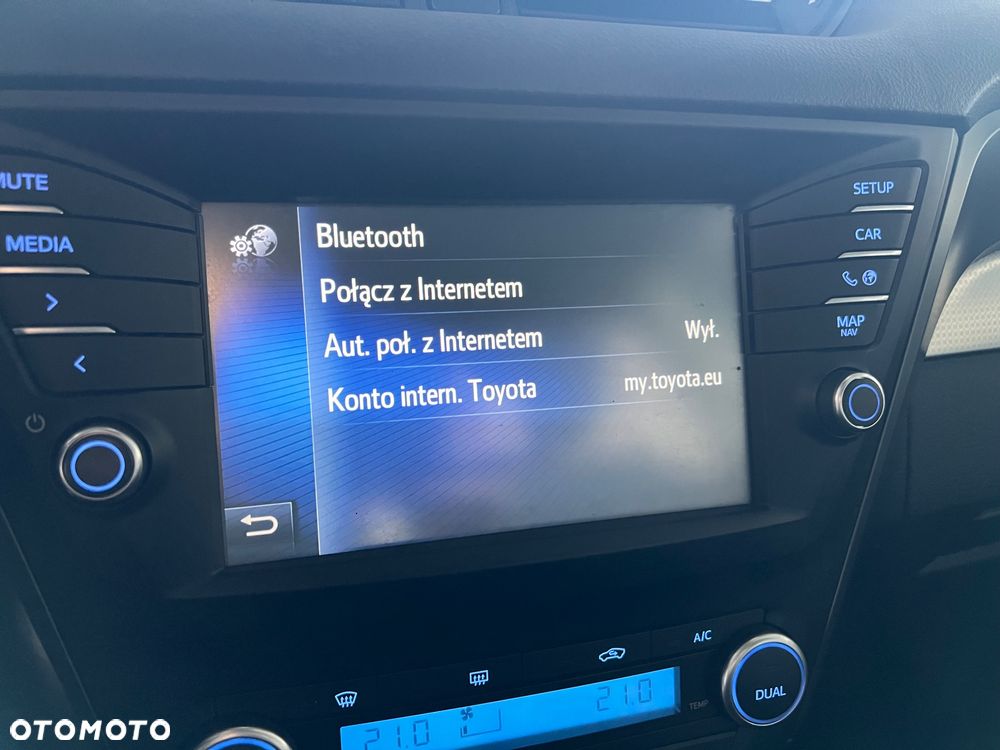 MUTE
MEDIA
Bluetooth
Połącz z Internetem
Aut. poł. z Internetem Wył.
Konto intern. Toyota my.toyota.eu
SETUP
CAR
MAP
NAV
A/C
TEMP
DUAL
21.0 21.0
OTOMOTO